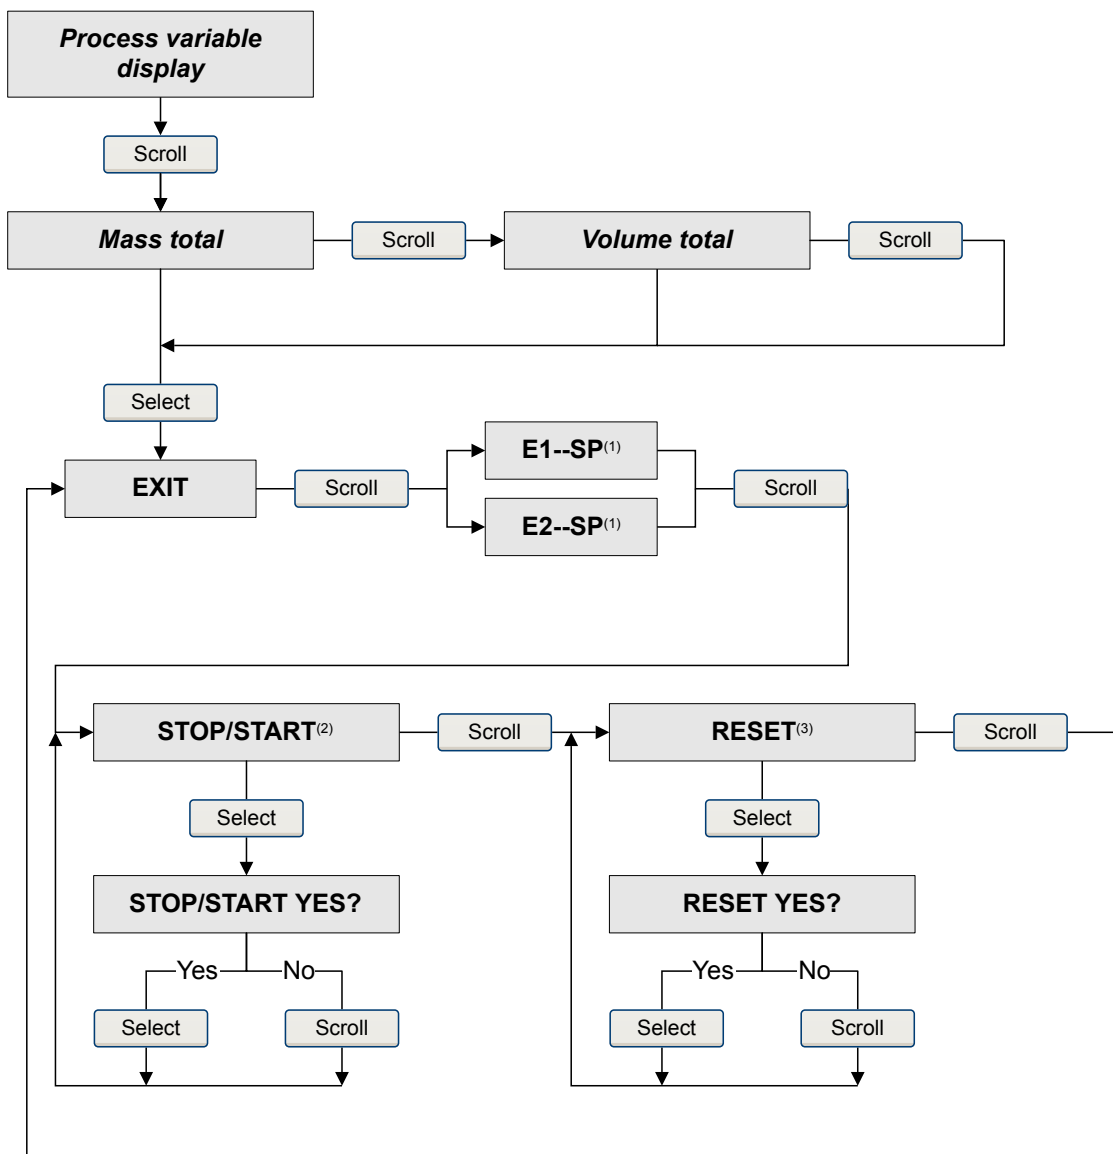 Process variable
display
Scroll
Mass total
Scroll
Volume total
Scroll
Select
EXIT
Scroll
E1--SP(1)
E2--SP(1)
Scroll
STOP/START(2)
Scroll
RESET(3)
Scroll
Select
Select
STOP/START YES?
RESET YES?
Yes
No
Yes
No
Select
Scroll
Select
Scroll